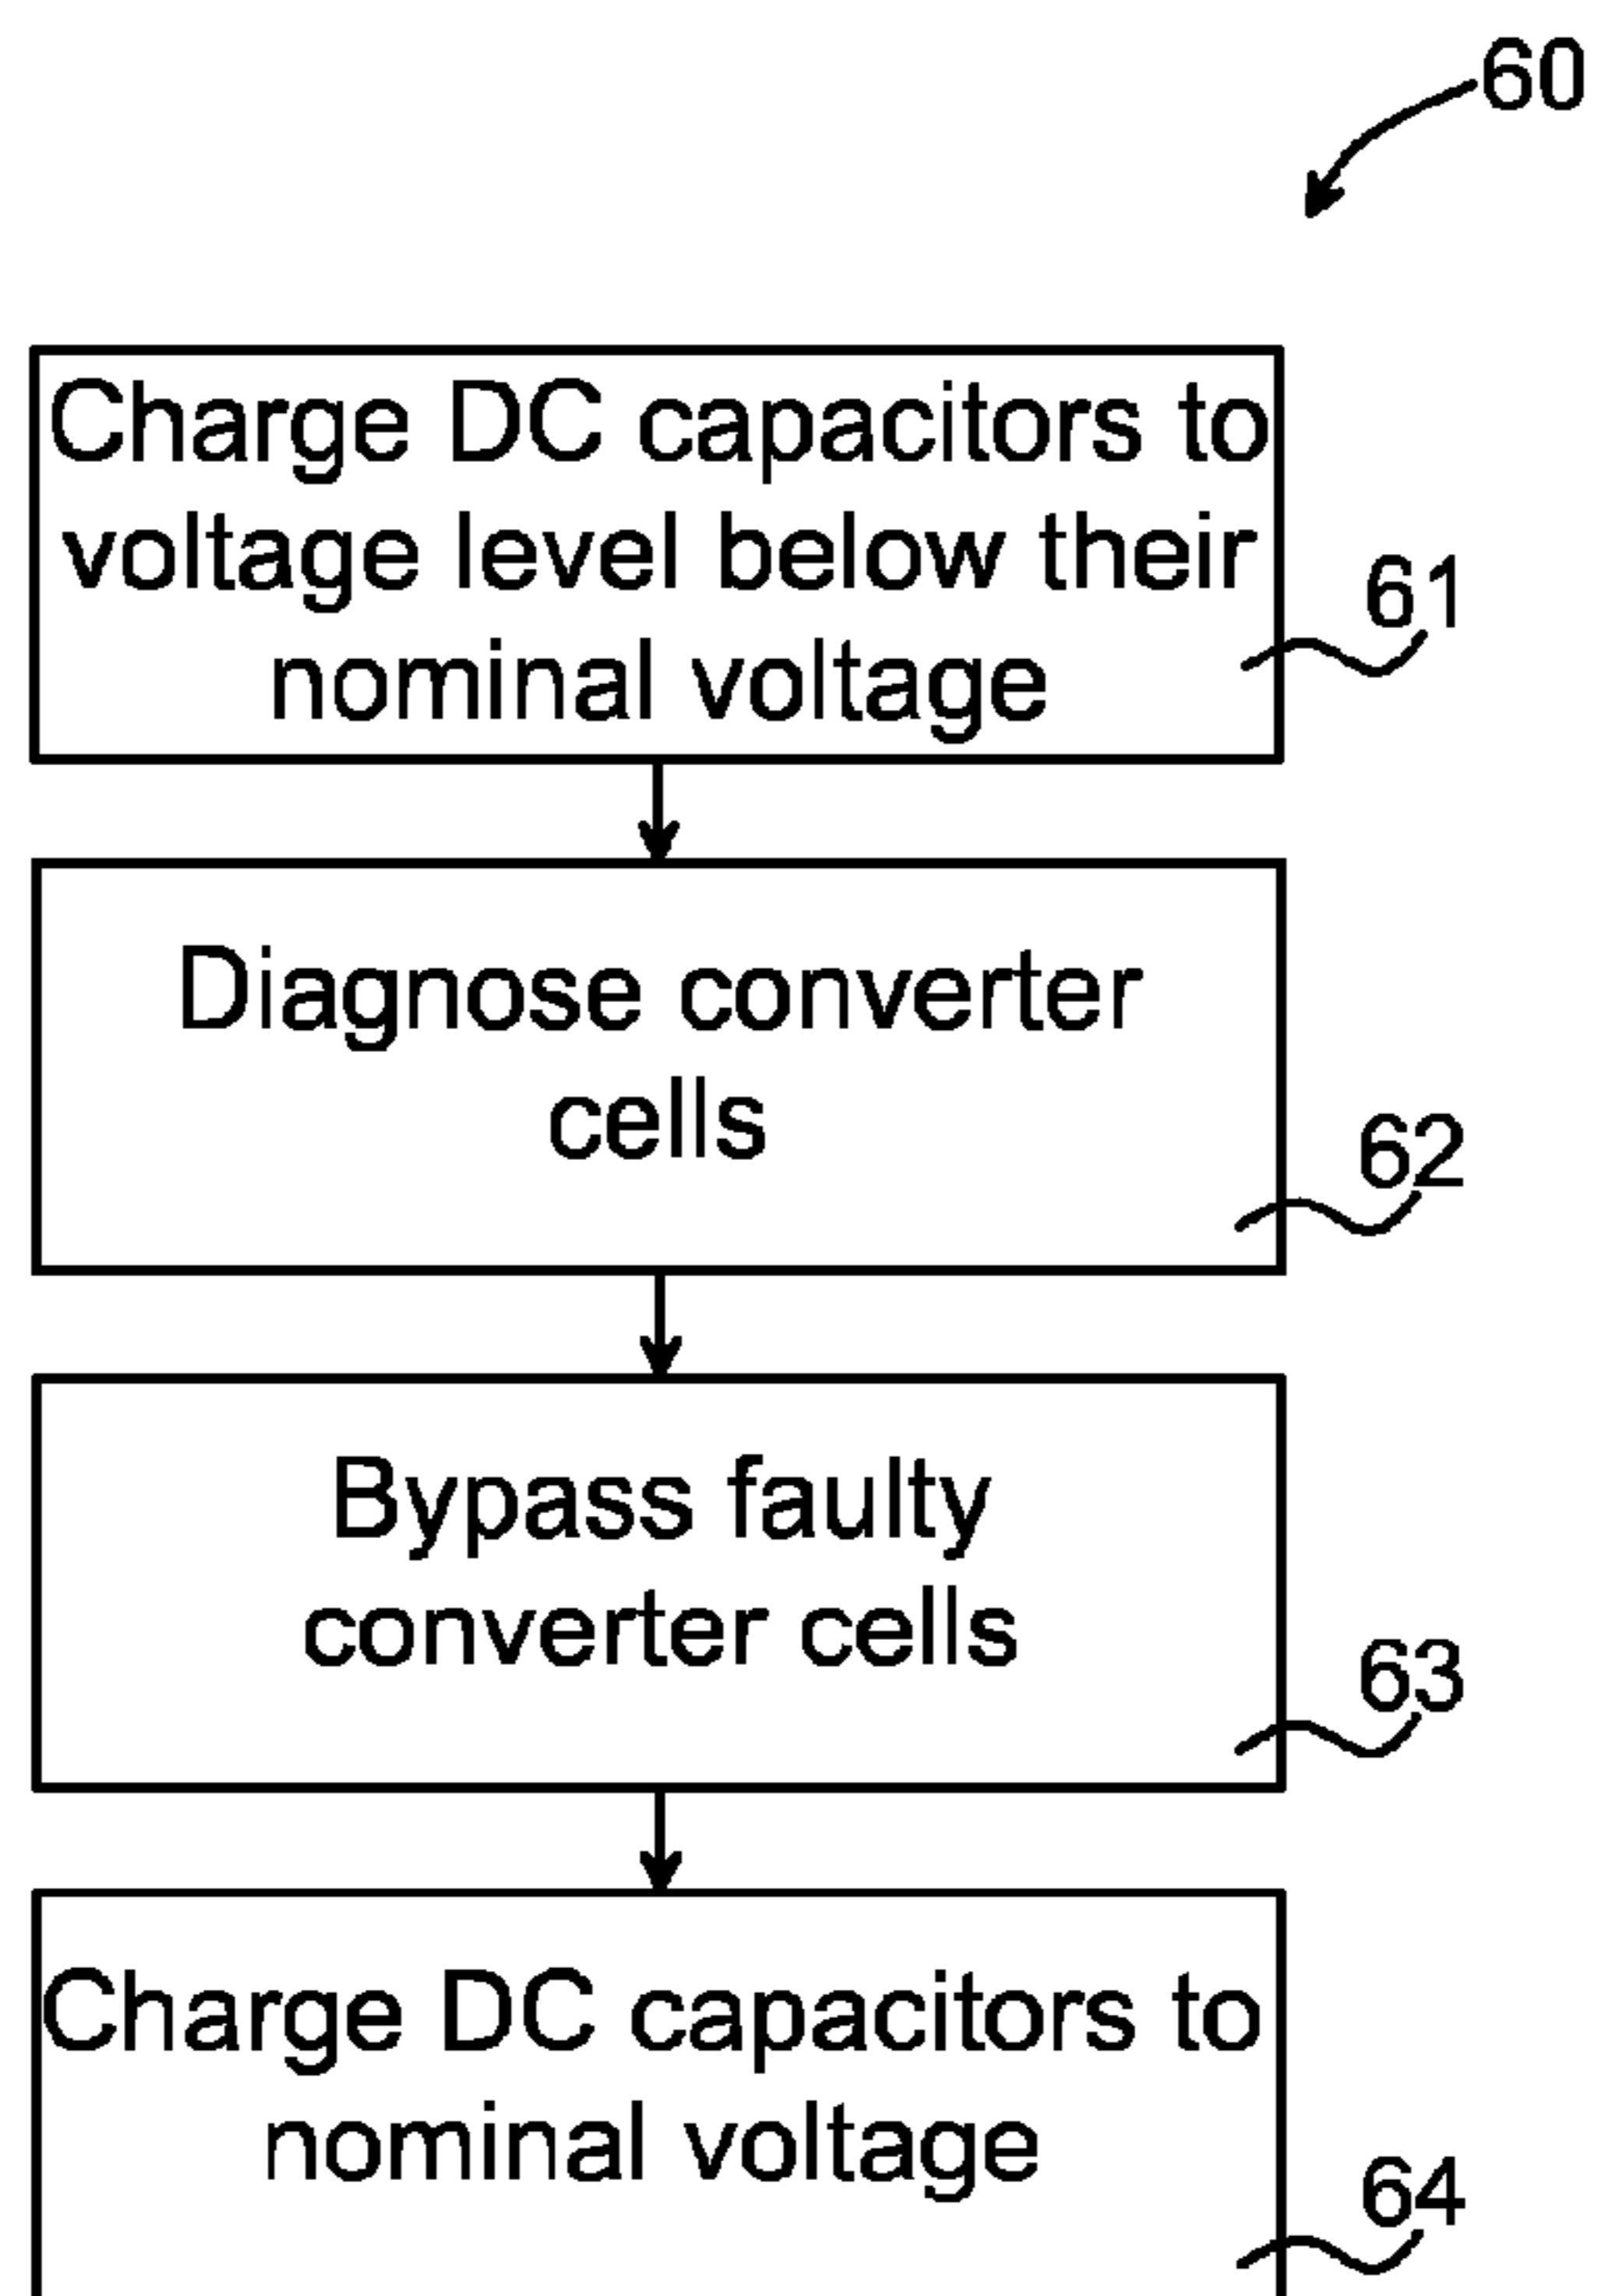 60
Charge DC capacitors to
voltage level below their
nominal voltage
61
Diagnose converter
cells
62
Bypass faulty
converter cells
63
Charge DC capacitors to
nominal voltage
64